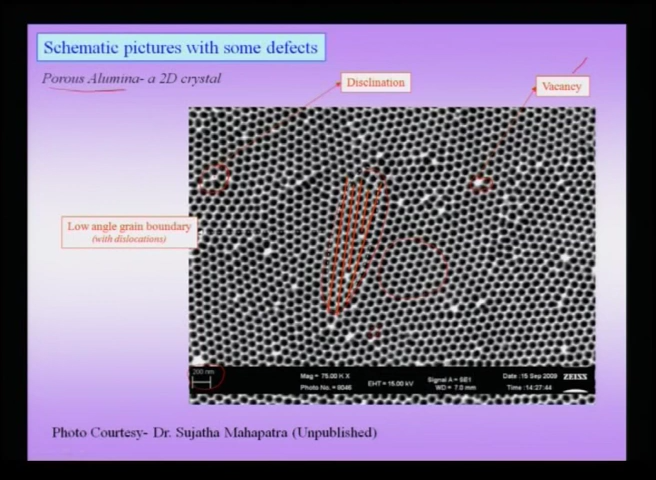 Schematic pictures with some defects
Porous Alumina- a 2D crystal
Disclination
Vacancy
Low angle grain boundary
(with dislocations)
200 nm
Mag = 75.00 K X
Photo No. = 9046
EHT = 15.00 kV
Signal A = SE1
WD = 7.0 mm
Date :15 Sep 2009
Time :14:27:44
ZEISS
Photo Courtesy- Dr. Sujatha Mahapatra (Unpublished)